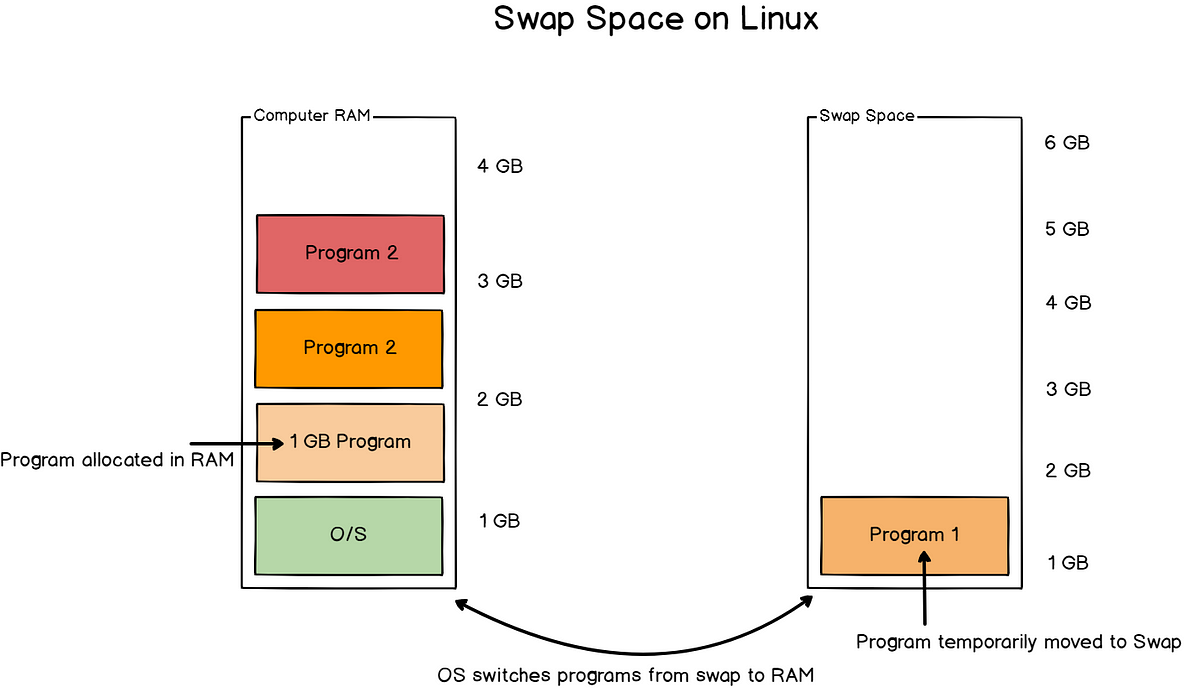 Swap Space on Linux
Computer RAM
4 GB
Program 2
3 GB
Program 2
2 GB
1 GB Program
Program allocated in RAM
1 GB
O/S
Swap Space
6 GB
5 GB
4 GB
3 GB
2 GB
Program 1
1 GB
Program temporarily moved to Swap
OS switches programs from swap to RAM